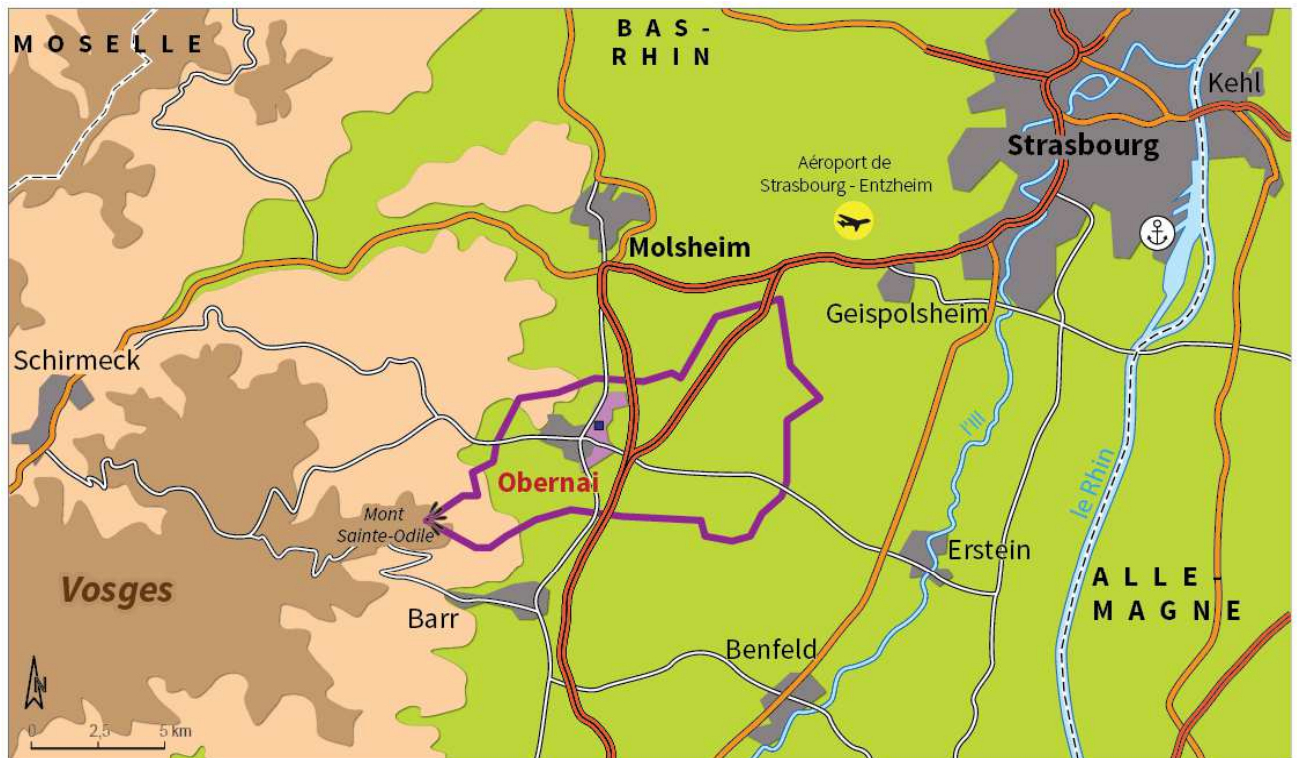 MOSELLE
BAS-
RHIN
Kehl
Strasbourg
Aéroport de
Strasbourg - Entzheim
Molsheim
Geispolsheim
Schirmeck
l'Ill
Obernai
le Rhin
Mont
Sainte-Odile
Erstein
Vosges
ALLE-
MAGNE
Barr
Benfeld
N
0 2,5 5 km